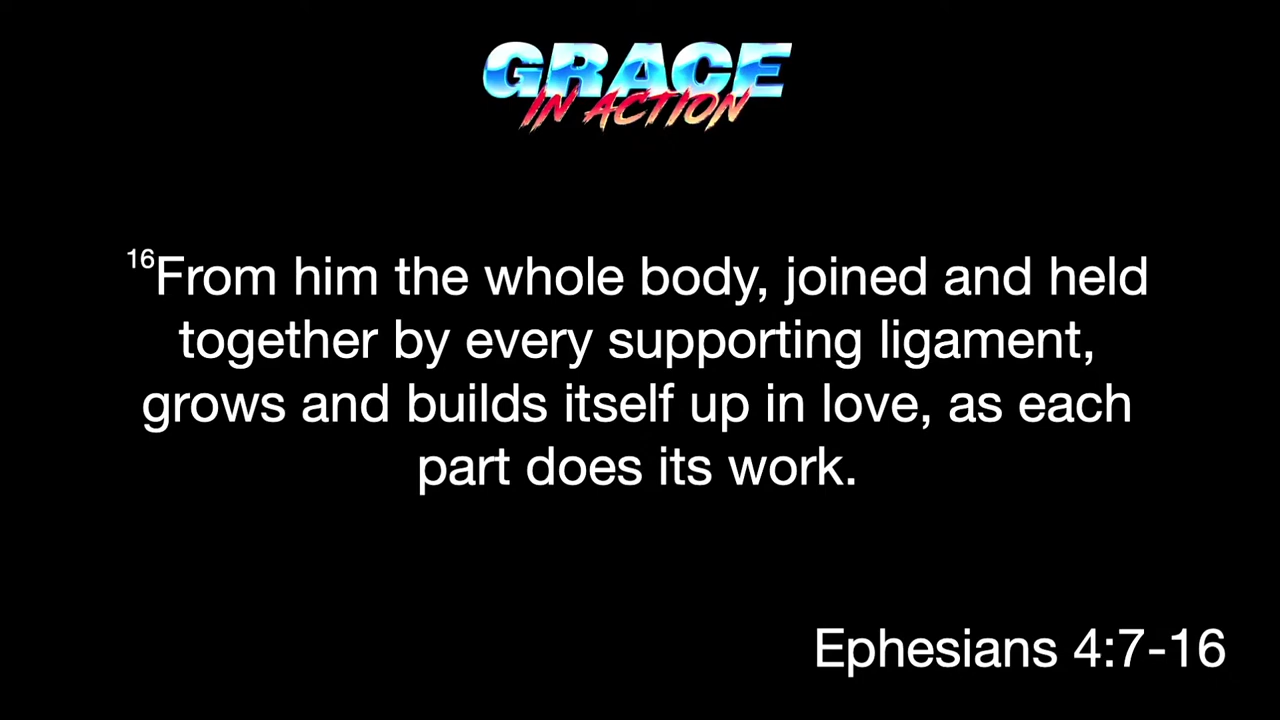 GRACE
IN ACTION
16From him the whole body, joined and held
together by every supporting ligament,
grows and builds itself up in love, as each
part does its work.
Ephesians 4:7-16